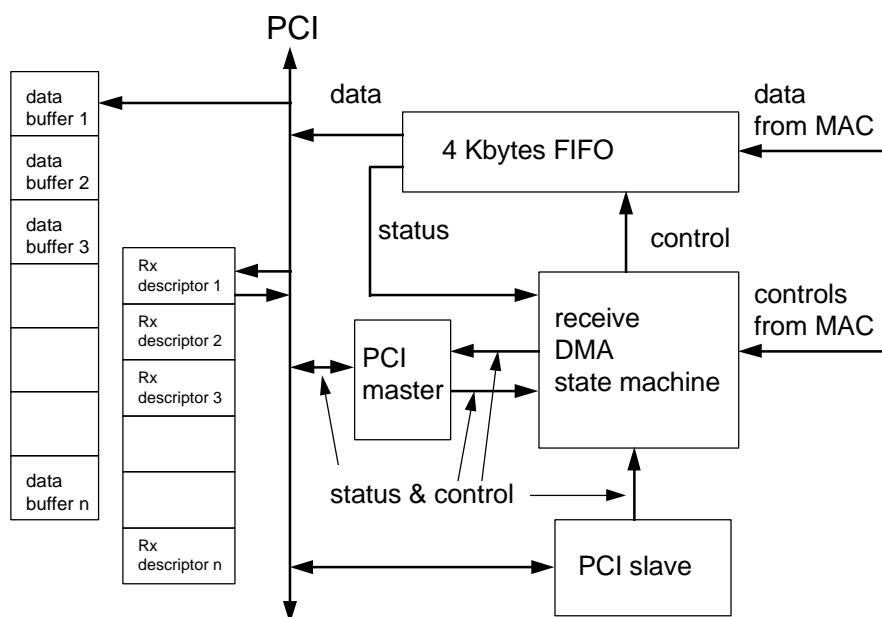 PCI
data
buffer 1
data
buffer 2
data
buffer 3
data
buffer n
Rx
descriptor 1
Rx
descriptor 2
Rx
descriptor 3
Rx
descriptor n
data
4 Kbytes FIFO
data
from MAC
status
control
receive
DMA
state machine
controls
from MAC
PCI
master
status & control
PCI slave